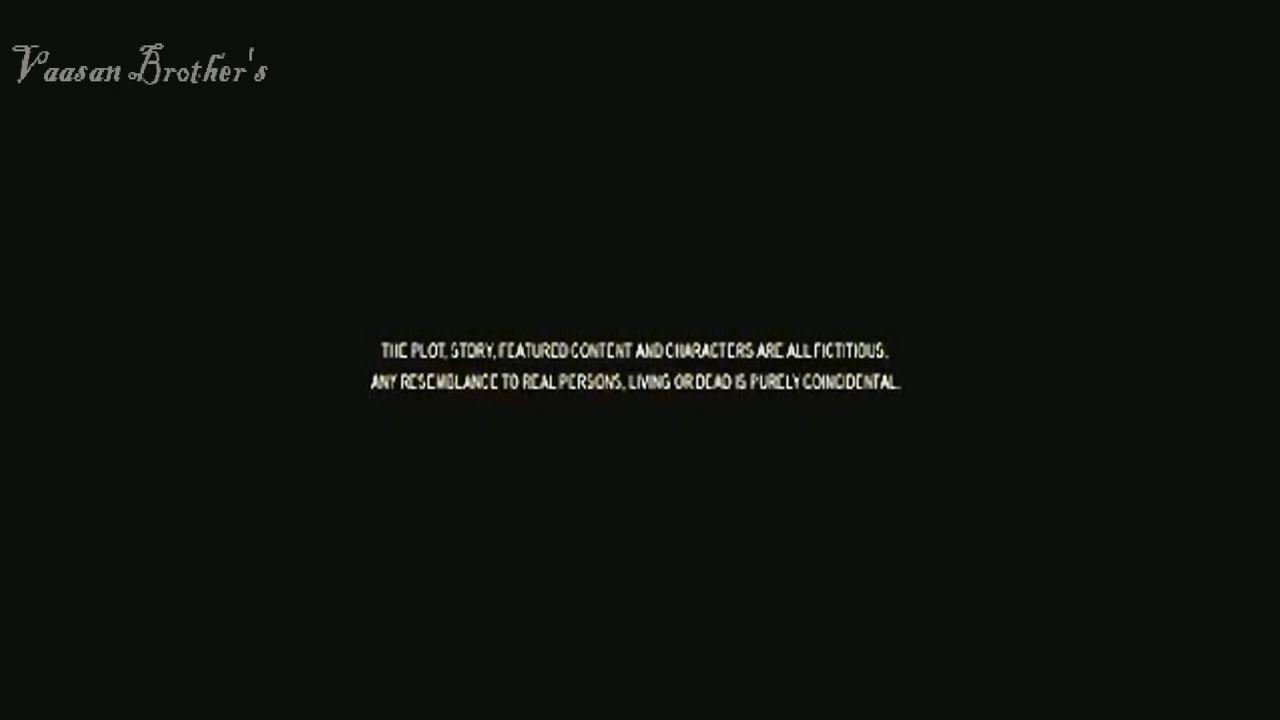 Vaasan Brother's
THE PLOT, STORY, FEATURED CONTENT AND CHARACTERS ARE ALL FICTITIOUS.
ANY RESEMBLANCE TO REAL PERSONS, LIVING OR DEAD IS PURELY COINCIDENTAL.